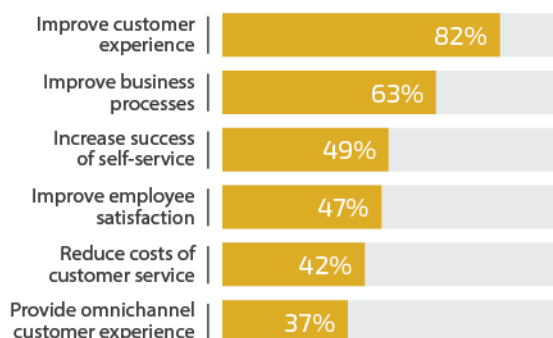 Improve customer
experience
82%
Improve business
processes
63%
Increase success
of self-service
49%
Improve employee
satisfaction
47%
Reduce costs of
customer service
42%
Provide omnichannel
customer experience
37%